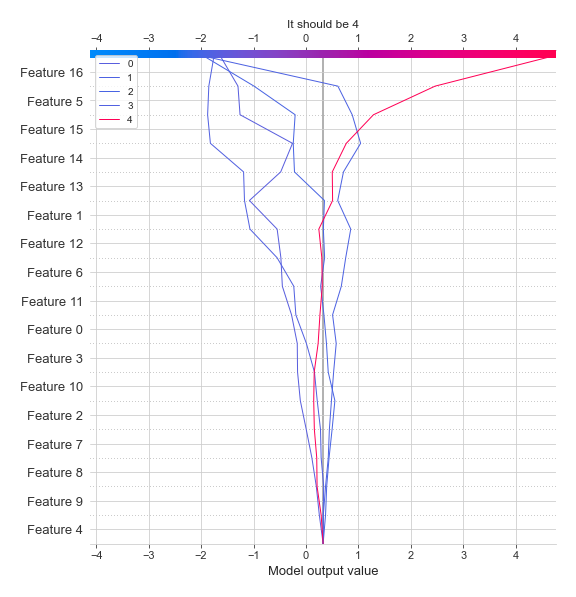 It should be 4
−4 −3 −2 −1 0 1 2 3 4
0
1
2
3
4
Feature 16
Feature 5
Feature 15
Feature 14
Feature 13
Feature 1
Feature 12
Feature 6
Feature 11
Feature 0
Feature 3
Feature 10
Feature 2
Feature 7
Feature 8
Feature 9
Feature 4
−4 −3 −2 −1 0 1 2 3 4
Model output value